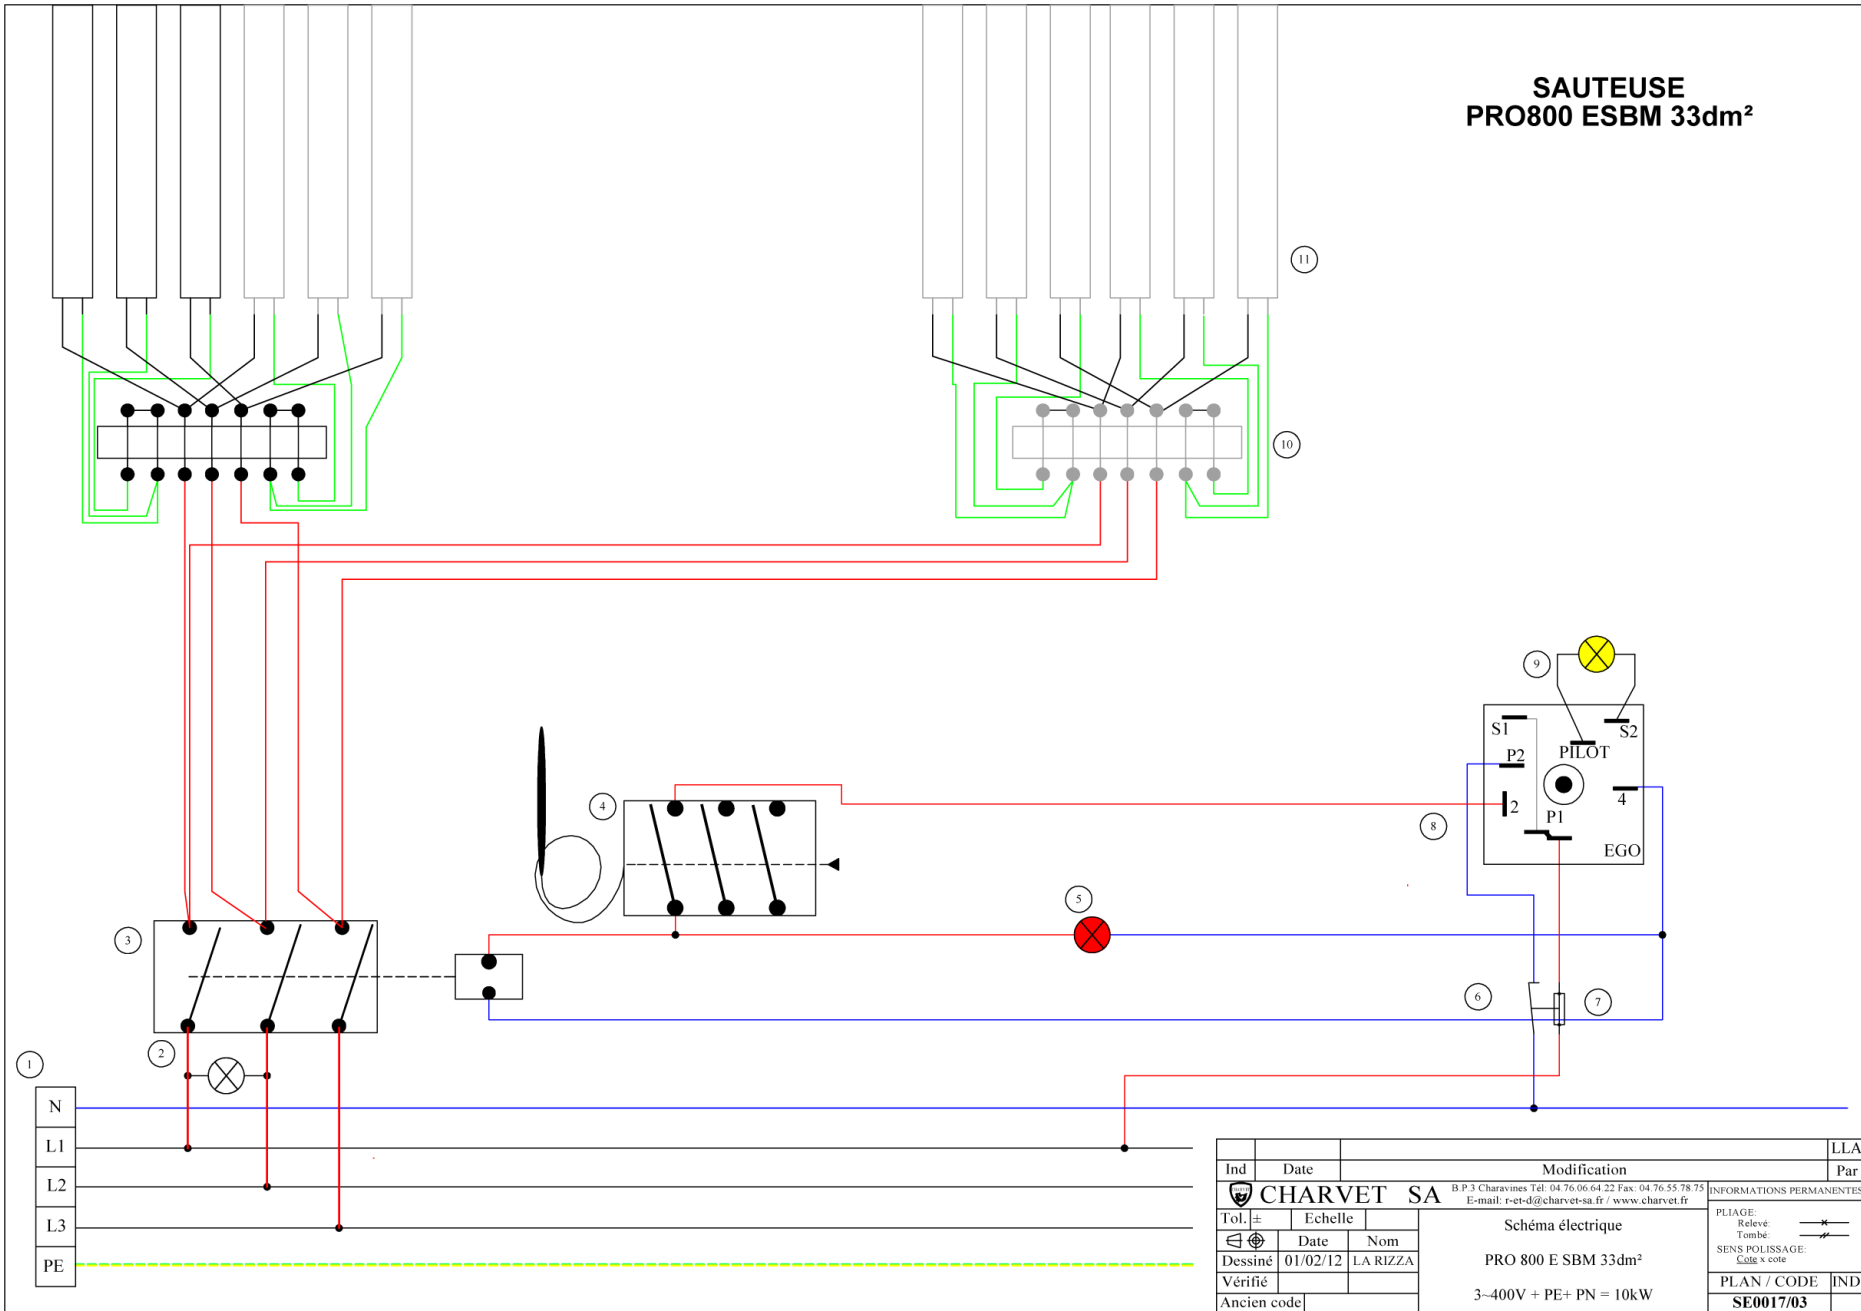 SAUTEUSE
PRO800 ESBM 33dm²
11
10
9
S1
S2
PILOT
P2
4
2
P1
4
8
EGO
5
3
6
7
2
1
N
L1
L2
L3
PE
LLA
Ind Date Modification Par
CHARVET SA
B.P.3 Charavines Tél: 04.76.06.64.22 Fax: 04.76.55.78.75
E-mail: r-et-d@charvet-sa.fr / www.charvet.fr
INFORMATIONS PERMANENTES
Tol. ± Echelle
Schéma électrique
PLIAGE:
Relevé:
Tombé:
Date Nom
SENS POLISSAGE:
Cote x cote
Dessiné 01/02/12 LA RIZZA
PRO 800 E SBM 33dm²
Vérifié
3~400V + PE+ PN = 10kW
PLAN / CODE IND
Ancien code
SE0017/03